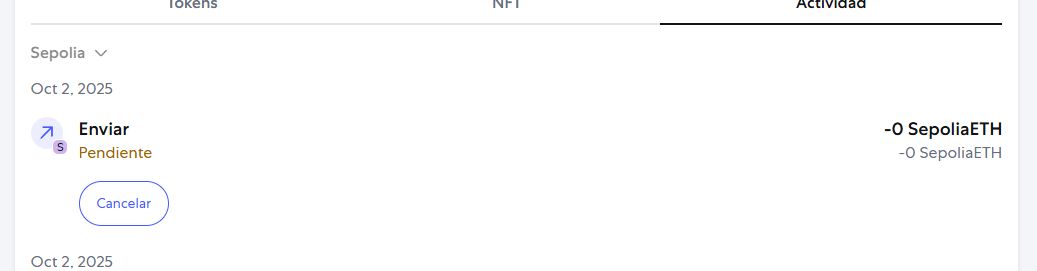 Tokens NFT Actividad
Sepolia
Oct 2, 2025
Enviar -0 SepoliaETH
S Pendiente -0 SepoliaETH
Cancelar
Oct 2, 2025